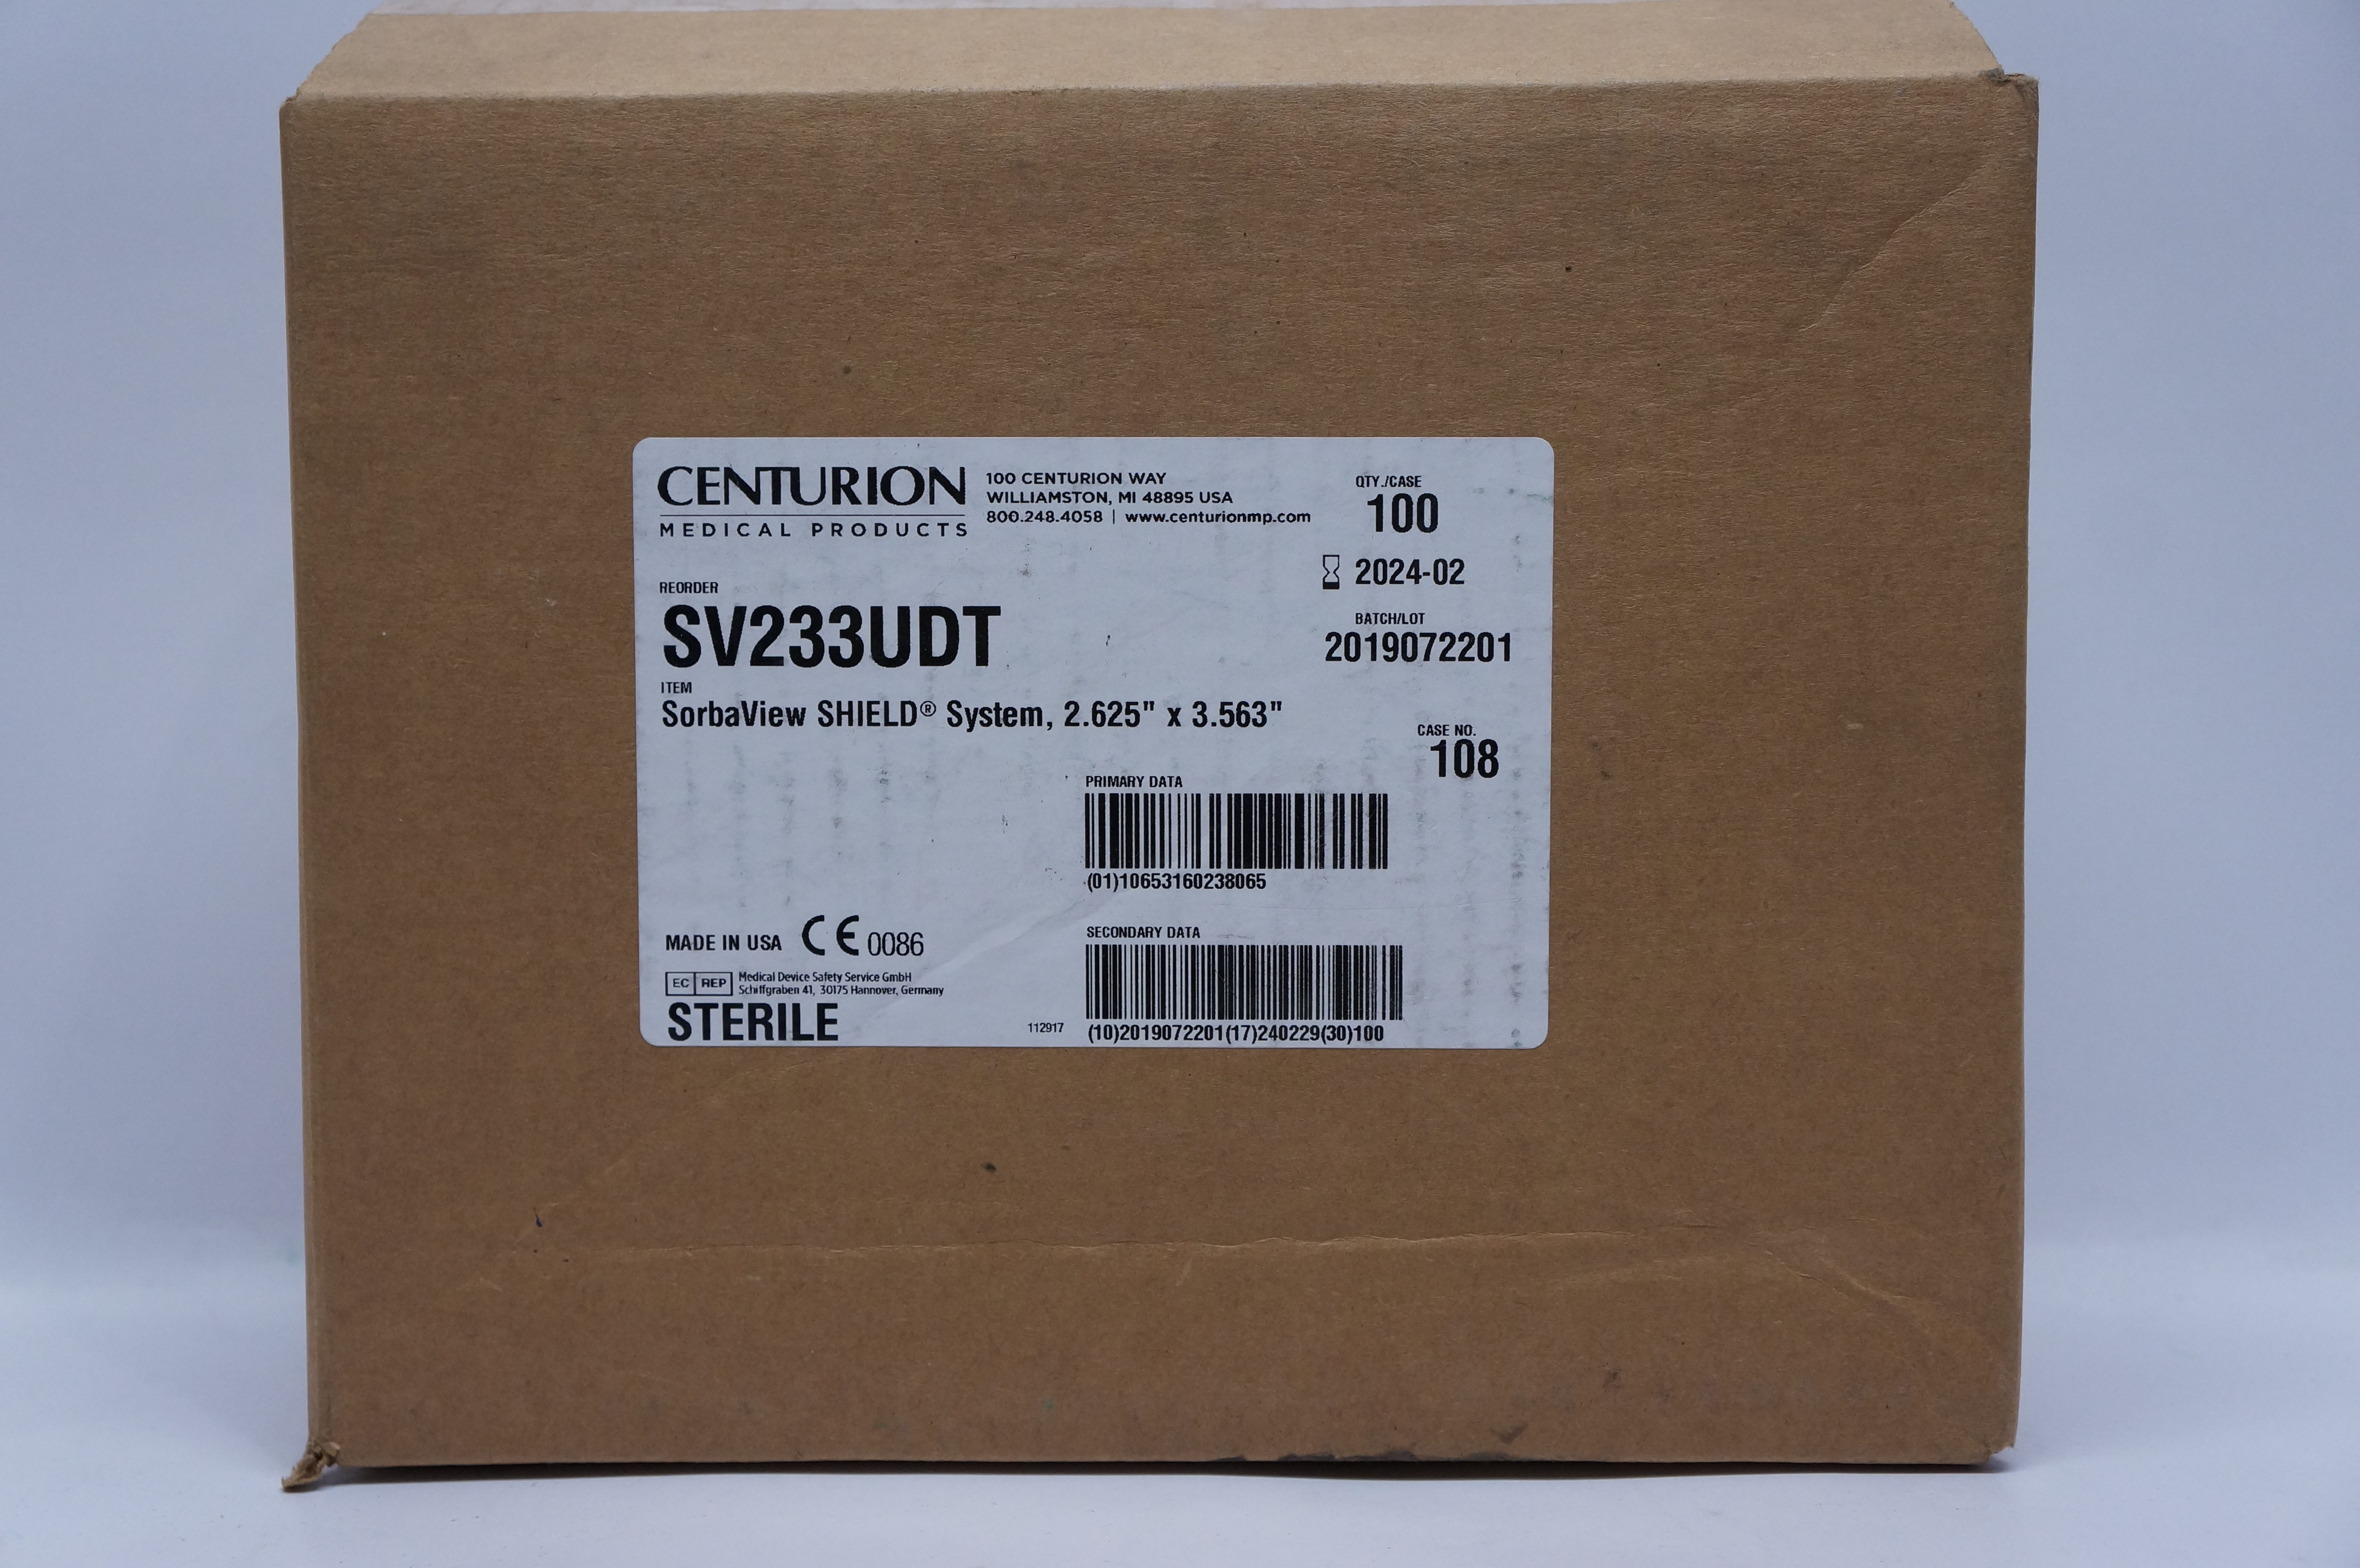 CENTURION
MEDICAL PRODUCTS
100 CENTURION WAY
WILLIAMSTON, MI 48895 USA
800.248.4058 | www.centurionmp.com
QTY./CASE
100
2024-02
REORDER
SV233UDT
BATCH/LOT
2019072201
ITEM
SorbaView SHIELD® System, 2.625" x 3.563"
CASE NO.
108
PRIMARY DATA
(01)10653160238065
MADE IN USA CE 0086
SECONDARY DATA
EC REP Medical Device Safety Service GmbH
Schiffgraben 41, 30175 Hannover, Germany
STERILE
112917
(10)2019072201(17)240229(30)100